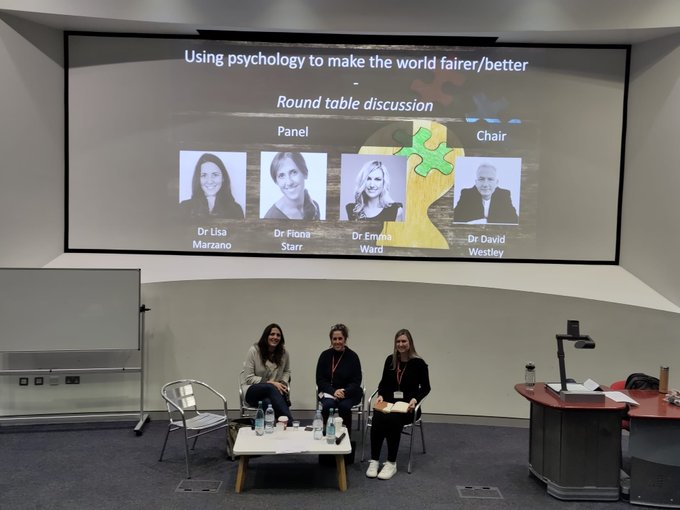 Using psychology to make the world fairer/better
-
Round table discussion
Panel
Chair
Dr Lisa
Marzano
Dr Fiona
Starr
Dr Emma
Ward
Dr David
Westley